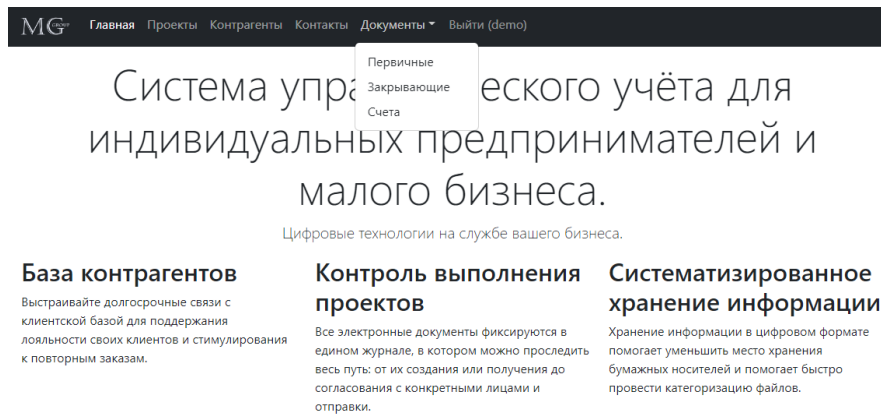 MG GROUP Главная Проекты Контрагенты Контакты Документы Выйти (demo)
Первичные
Закрывающие
Счета
Система упра еского учёта для
индивидуальных предпринимателей и
малого бизнеса.
Цифровые технологии на службе вашего бизнеса.
База контрагентов
Выстраивайте долгосрочные связи с
клиентской базой для поддержания
лояльности своих клиентов и стимулирования
к повторным заказам.
Контроль выполнения
проектов
Все электронные документы фиксируются в
едином журнале, в котором можно проследить
весь путь: от их создания или получения до
согласования с конкретными лицами и
отправки.
Систематизированное
хранение информации
Хранение информации в цифровом формате
помогает уменьшить место хранения
бумажных носителей и помогает быстро
провести категоризацию файлов.